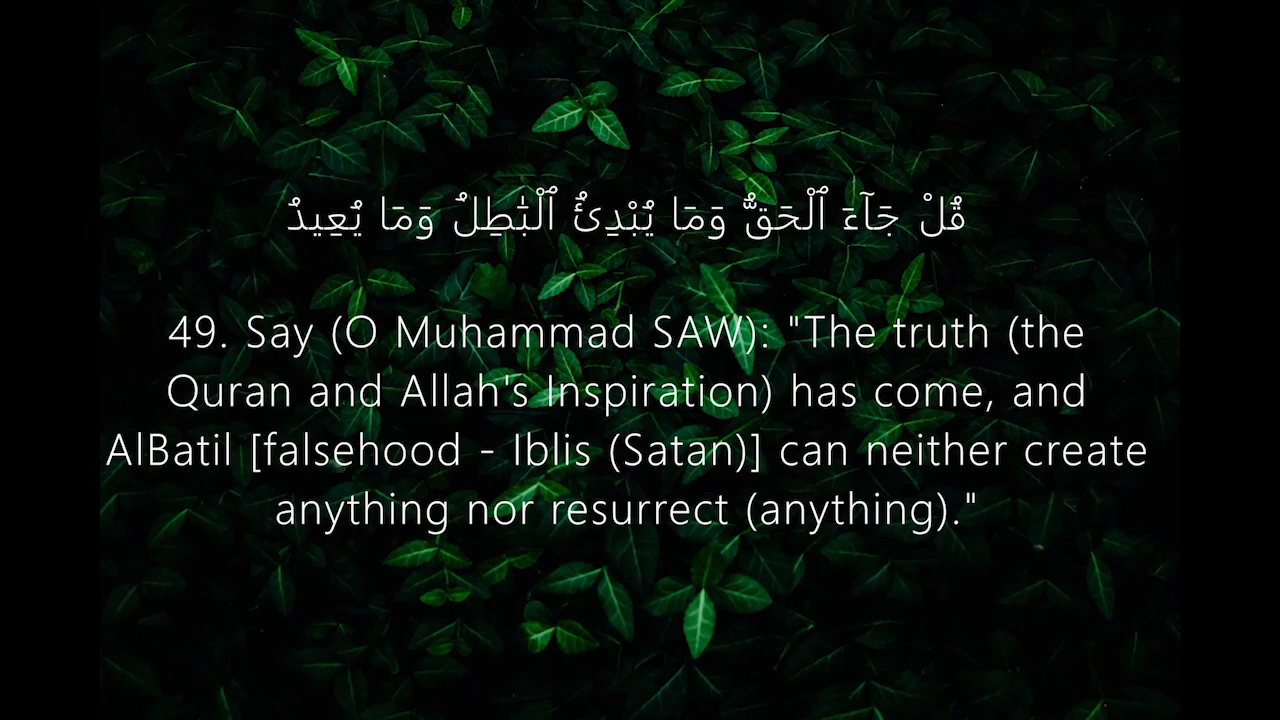 قُلْ جَآءَ ٱلْحَقُّ وَمَا يُبْدِئُ ٱلْبَٰطِلُ وَمَا يُعِيدُ
49. Say (O Muhammad SAW): "The truth (the
Quran and Allah's Inspiration) has come, and
AlBatil [falsehood - Iblis (Satan)] can neither create
anything nor resurrect (anything)."